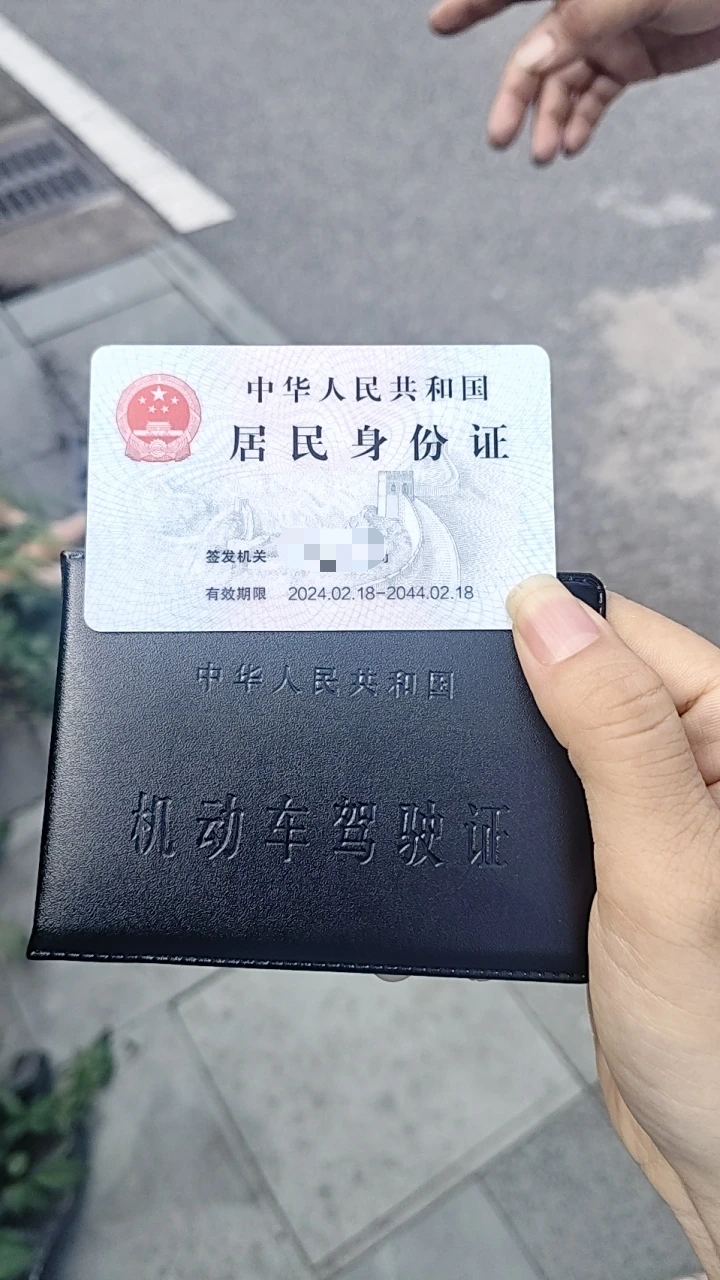 中华人民共和国
居民身份证
签发机关
有效期限 2024.02.18-2044.02.18
中华人民共和国
机动车驾驶证